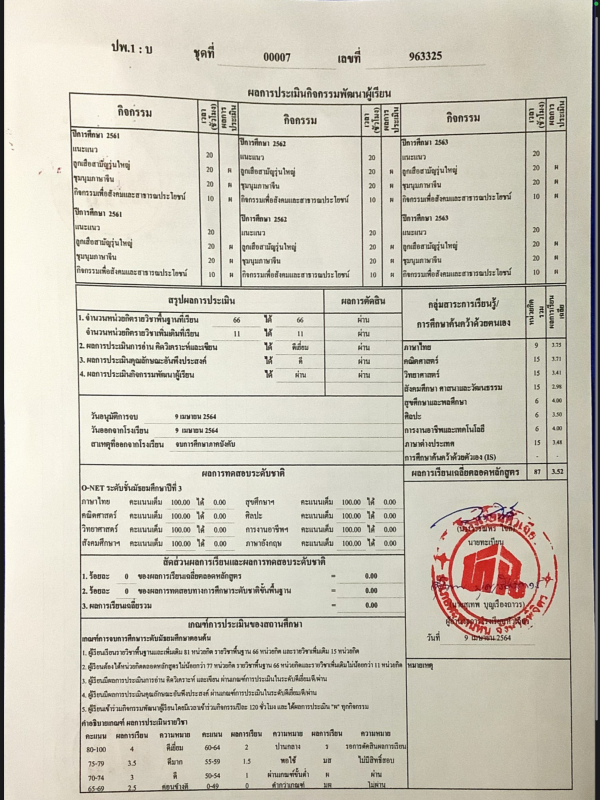 ปพ.1 : บ ชุดที่ 00007 เลขที่ 963325
ผลการประเมินกิจกรรมพัฒนาผู้เรียน
กิจกรรม เวลา (ชั่วโมง) ผลการประเมิน กิจกรรม เวลา (ชั่วโมง) ผลการประเมิน กิจกรรม เวลา (ชั่วโมง) ผลการประเมิน
ปีการศึกษา 2561 ปีการศึกษา 2562 ปีการศึกษา 2563
แนะแนว 20 แนะแนว 20 แนะแนว 20
ลูกเสือสามัญรุ่นใหญ่ 20 ผ ลูกเสือสามัญรุ่นใหญ่ 20 ผ ลูกเสือสามัญรุ่นใหญ่ 20 ผ
ชุมนุมภาษาจีน 20 ผ ชุมนุมภาษาจีน 20 ผ ชุมนุมภาษาจีน 20 ผ
กิจกรรมเพื่อสังคมและสาธารณประโยชน์ 10 ผ กิจกรรมเพื่อสังคมและสาธารณประโยชน์ 10 ผ กิจกรรมเพื่อสังคมและสาธารณประโยชน์ 10 ผ
ปีการศึกษา 2561 ปีการศึกษา 2562 ปีการศึกษา 2563
แนะแนว 20 แนะแนว 20 แนะแนว 20
ลูกเสือสามัญรุ่นใหญ่ 20 ผ ลูกเสือสามัญรุ่นใหญ่ 20 ผ ลูกเสือสามัญรุ่นใหญ่ 20 ผ
ชุมนุมภาษาจีน 20 ผ ชุมนุมภาษาจีน 20 ผ ชุมนุมภาษาจีน 20 ผ
กิจกรรมเพื่อสังคมและสาธารณประโยชน์ 10 ผ กิจกรรมเพื่อสังคมและสาธารณประโยชน์ 10 ผ กิจกรรมเพื่อสังคมและสาธารณประโยชน์ 10 ผ
สรุปผลการประเมิน ผลการตัดสิน
1. จำนวนหน่วยกิตรายวิชาพื้นฐานที่เรียน 66 ได้ 66 ผ่าน
จำนวนหน่วยกิตรายวิชาเพิ่มเติมที่เรียน 11 ได้ 11 ผ่าน
2. ผลการประเมินการอ่าน คิดวิเคราะห์และเขียน ได้ ดีเยี่ยม ผ่าน
3. ผลการประเมินคุณลักษณะอันพึงประสงค์ ได้ ดี ผ่าน
4. ผลประเมินกิจกรรมพัฒนาผู้เรียน ได้ ผ่าน ผ่าน
วันอนุมัติการจบ 9 เมษายน 2564
วันออกจากโรงเรียน 9 เมษายน 2564
สาเหตุที่ออกจากโรงเรียน จบการศึกษาภาคบังคับ
กลุ่มสาระการเรียนรู้/ การศึกษาค้นคว้าด้วยตนเอง หน่วยกิตรวม ผลการเรียนเฉลี่ย
ภาษาไทย 9 3.75
คณิตศาสตร์ 15 3.71
วิทยาศาสตร์ 15 3.41
สังคมศึกษา ศาสนาและวัฒนธรรม 15 2.98
สุขศึกษาและพลศึกษา 6 4.00
ศิลปะ 6 3.50
การงานอาชีพและเทคโนโลยี 6 4.00
ภาษาต่างประเทศ 15 3.48
การศึกษาค้นคว้าด้วยตัวเอง (IS) - -
ผลการเรียนเฉลี่ยตลอดหลักสูตร 87 3.52
ผลการทดสอบระดับชาติ
O-NET ระดับชั้นมัธยมศึกษาปีที่ 3
ภาษาไทย คะแนนเต็ม 100.00 ได้ 0.00 สุขศึกษาฯ คะแนนเต็ม 100.00 ได้ 0.00
คณิตศาสตร์ คะแนนเต็ม 100.00 ได้ 0.00 ศิลปะ คะแนนเต็ม 100.00 ได้ 0.00
วิทยาศาสตร์ คะแนนเต็ม 100.00 ได้ 0.00 การงานอาชีพฯ คะแนนเต็ม 100.00 ได้ 0.00
สังคมศึกษาฯ คะแนนเต็ม 100.00 ได้ 0.00 ภาษาอังกฤษ คะแนนเต็ม 100.00 ได้ 0.00
สัดส่วนผลการเรียนและผลการทดสอบระดับชาติ
1. ร้อยละ 0 ของผลการเรียนเฉลี่ยตลอดหลักสูตร = 0.00
2. ร้อยละ 0 ของผลการทดสอบทางการศึกษาระดับชาติขั้นพื้นฐาน = 0.00
3. ผลการเรียนเฉลี่ยรวม = 0.00
นายทะเบียน
วันที่ 9 เมษายน 2564
เกณฑ์การประเมินของสถานศึกษา
เกณฑ์การจบการศึกษาระดับมัธยมศึกษาตอนต้น
1. ผู้เรียนเรียนรายวิชาพื้นฐานและเพิ่มเติม 81 หน่วยกิต รายวิชาพื้นฐาน 66 หน่วยกิต และรายวิชาเพิ่มเติม 15 หน่วยกิต
2. ผู้เรียนต้องได้หน่วยกิตตลอดหลักสูตรไม่น้อยกว่า 77 หน่วยกิต รายวิชาพื้นฐาน 66 หน่วยกิตและรายวิชาเพิ่มเติมไม่น้อยกว่า 11 หน่วยกิต
3. ผู้เรียนมีผลการประเมินการอ่าน คิดวิเคราะห์ และเขียน ผ่านเกณฑ์การประเมินในระดับดีเยี่ยม/ดี/ผ่าน
4. ผู้เรียนมีผลการประเมินคุณลักษณะอันพึงประสงค์ ผ่านเกณฑ์การประเมินในระดับดีเยี่ยม/ดี/ผ่าน
5. ผู้เรียนเข้าร่วมกิจกรรมพัฒนาผู้เรียนโดยมีเวลาเข้าร่วมกิจกรรมปีละ 120 ชั่วโมง และได้ผลการประเมิน "ผ" ทุกกิจกรรม
หมายเหตุ
คำอธิบายเกณฑ์ ผลการประเมินรายวิชา
คะแนน ผลการเรียน ความหมาย คะแนน ผลการเรียน ความหมาย ผลการเรียน ความหมาย
80-100 4 ดีเยี่ยม 60-64 2 ปานกลาง ร รอการตัดสินผลการเรียน
75-79 3.5 ดีมาก 55-59 1.5 พอใช้ มส ไม่มีสิทธิ์สอบ
70-74 3 ดี 50-54 1 ผ่านเกณฑ์ขั้นต่ำ ผ ผ่าน
65-69 2.5 ค่อนข้างดี 0-49 0 ต่ำกว่าเกณฑ์ มผ ไม่ผ่าน